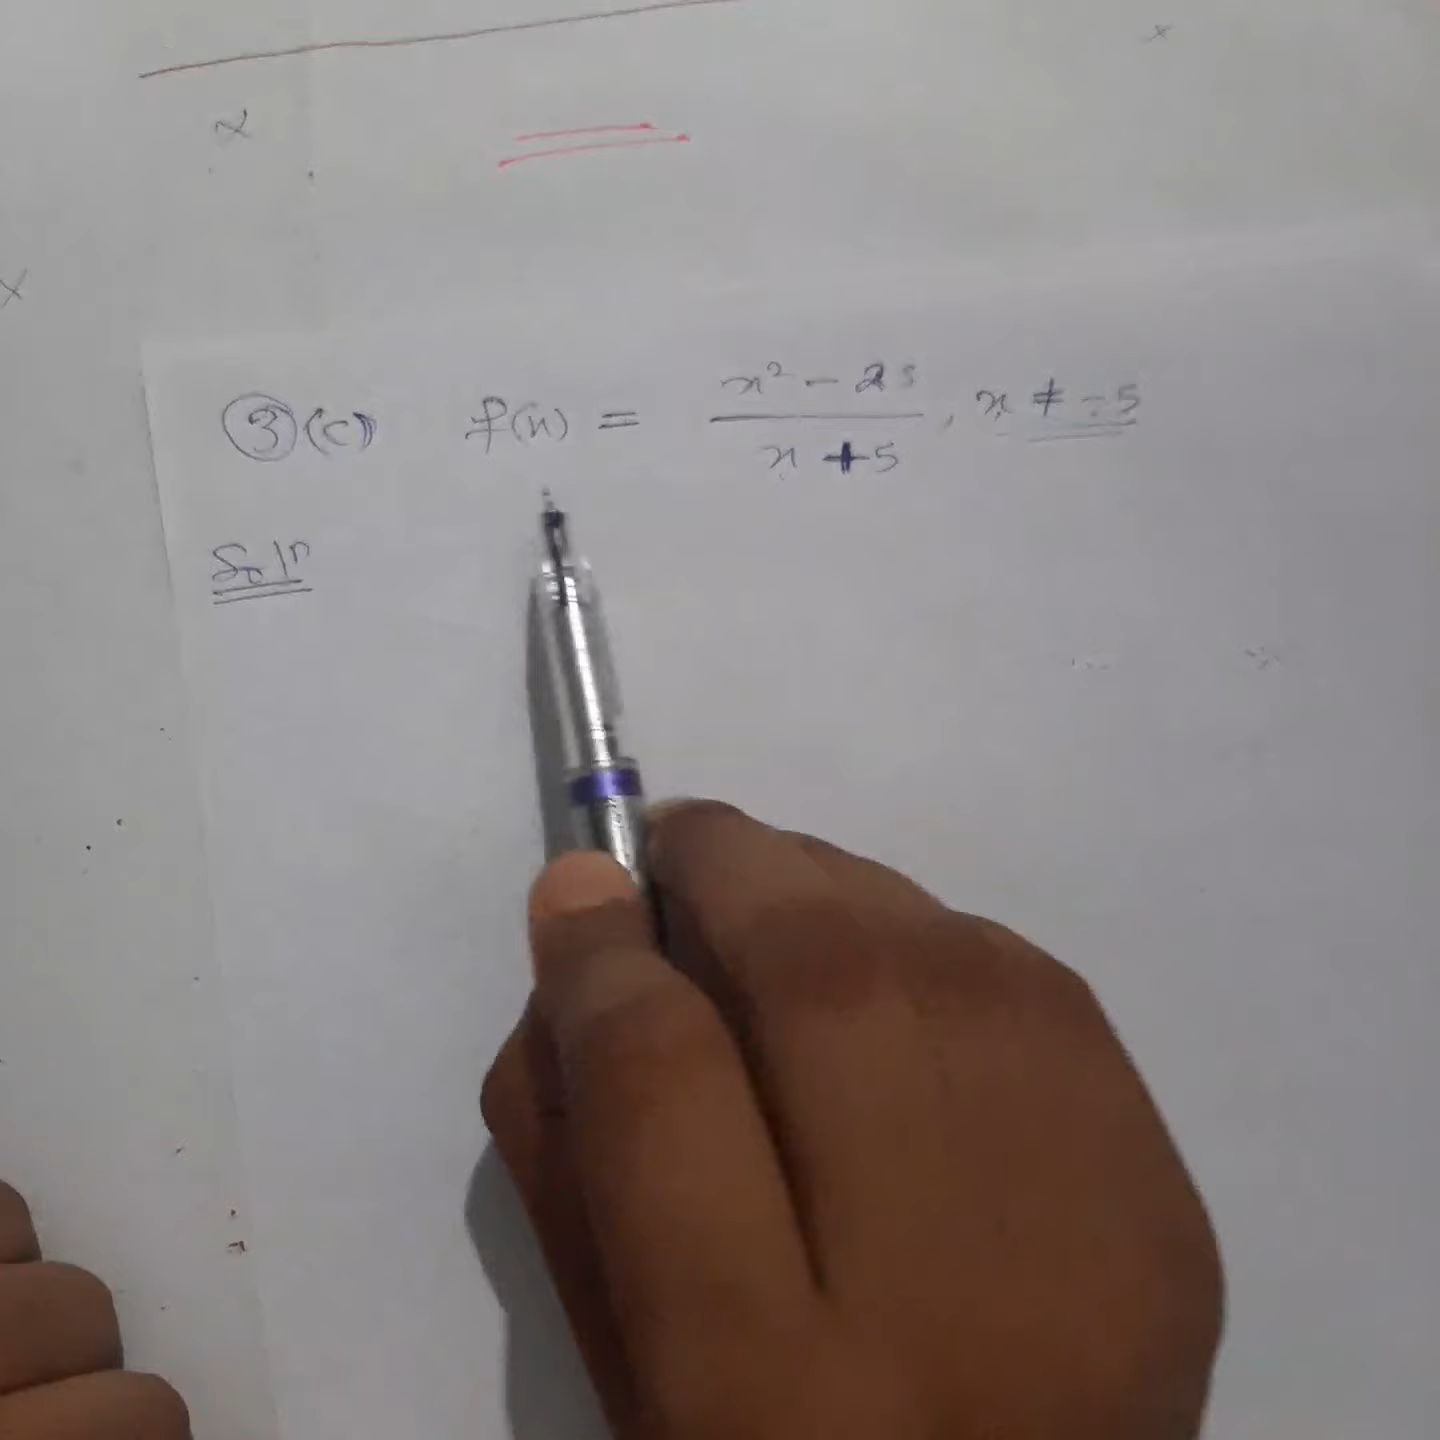 ③(c) f(x) = x² - 25 / x + 5 , x ≠ -5
Solⁿ